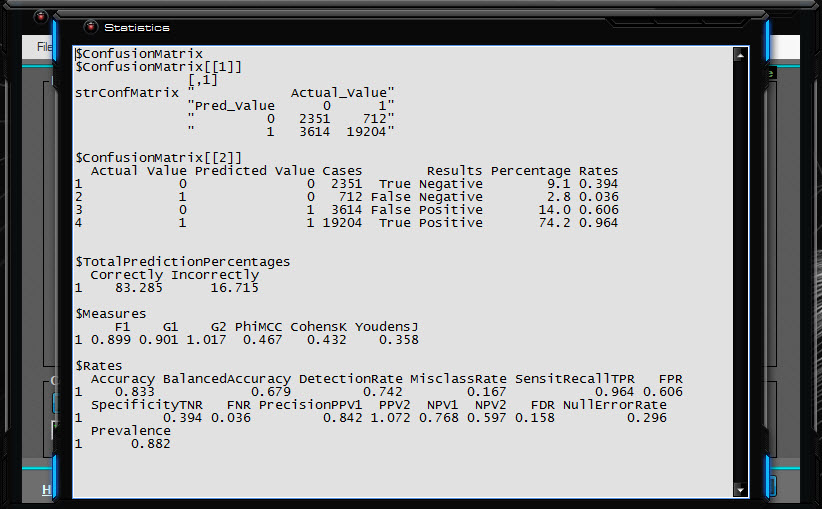 Statistics
File
$ConfusionMatrix
$ConfusionMatrix[[1]]
              [,1]
strConfMatrix "            Actual_Value"
              "Pred_Value      0      1"
              "         0   2351    712"
              "         1   3614  19204"
$ConfusionMatrix[[2]]
  Actual Value Predicted Value Cases        Results Percentage Rates
1            0               0  2351  True Negative        9.1 0.394
2            1               0   712 False Negative        2.8 0.036
3            0               1  3614 False Positive       14.0 0.606
4            1               1 19204  True Positive       74.2 0.964
$TotalPredictionPercentages
  Correctly Incorrectly
1    83.285      16.715
$Measures
     F1    G1    G2 PhiMCC CohensK YoudensJ
1 0.899 0.901 1.017  0.467   0.432    0.358
$Rates
  Accuracy BalancedAccuracy DetectionRate MisclassRate SensitRecallTPR   FPR
1    0.833            0.679         0.742        0.167           0.964 0.606
  SpecificityTNR   FNR PrecisionPPV1  PPV2  NPV1  NPV2   FDR NullErrorRate
1          0.394 0.036         0.842 1.072 0.768 0.597 0.158         0.296
  Prevalence
1      0.882
H